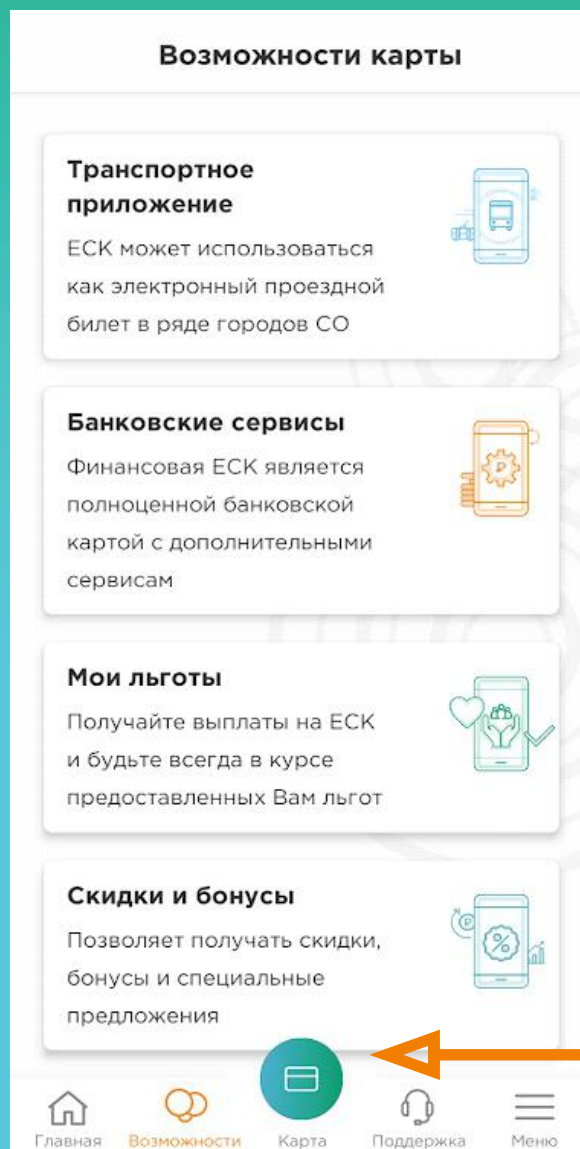 Возможности карты
Транспортное
приложение
ЕСК может использоваться
как электронный проездной
билет в ряде городов СО
Банковские сервисы
Финансовая ЕСК является
полноценной банковской
картой с дополнительными
сервисам
Мои льготы
Получайте выплаты на ЕСК
и будьте всегда в курсе
предоставленных Вам льгот
Скидки и бонусы
Позволяет получать скидки,
бонусы и специальные
предложения
Главная Возможности Карта Поддержка Меню